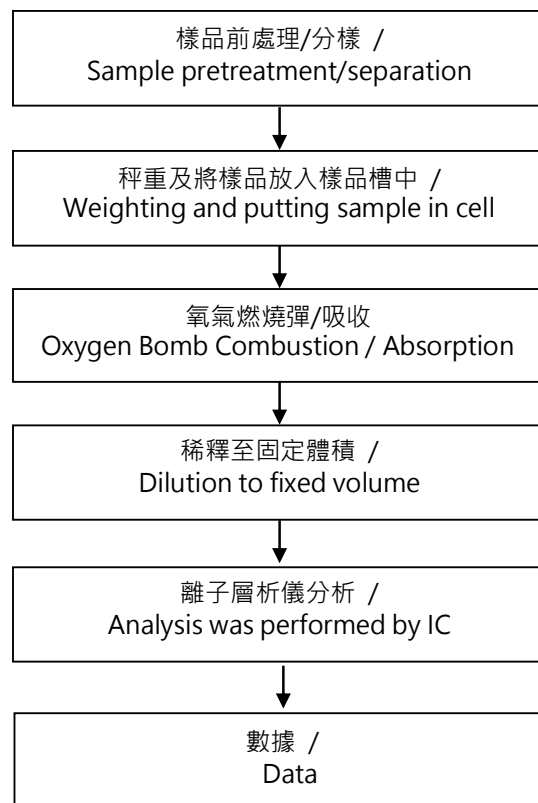 樣品前處理/分樣 /
Sample pretreatment/separation
秤重及將樣品放入樣品槽中 /
Weighting and putting sample in cell
氧氣燃燒彈/吸收
Oxygen Bomb Combustion / Absorption
稀釋至固定體積 /
Dilution to fixed volume
離子層析儀分析 /
Analysis was performed by IC
數據 /
Data